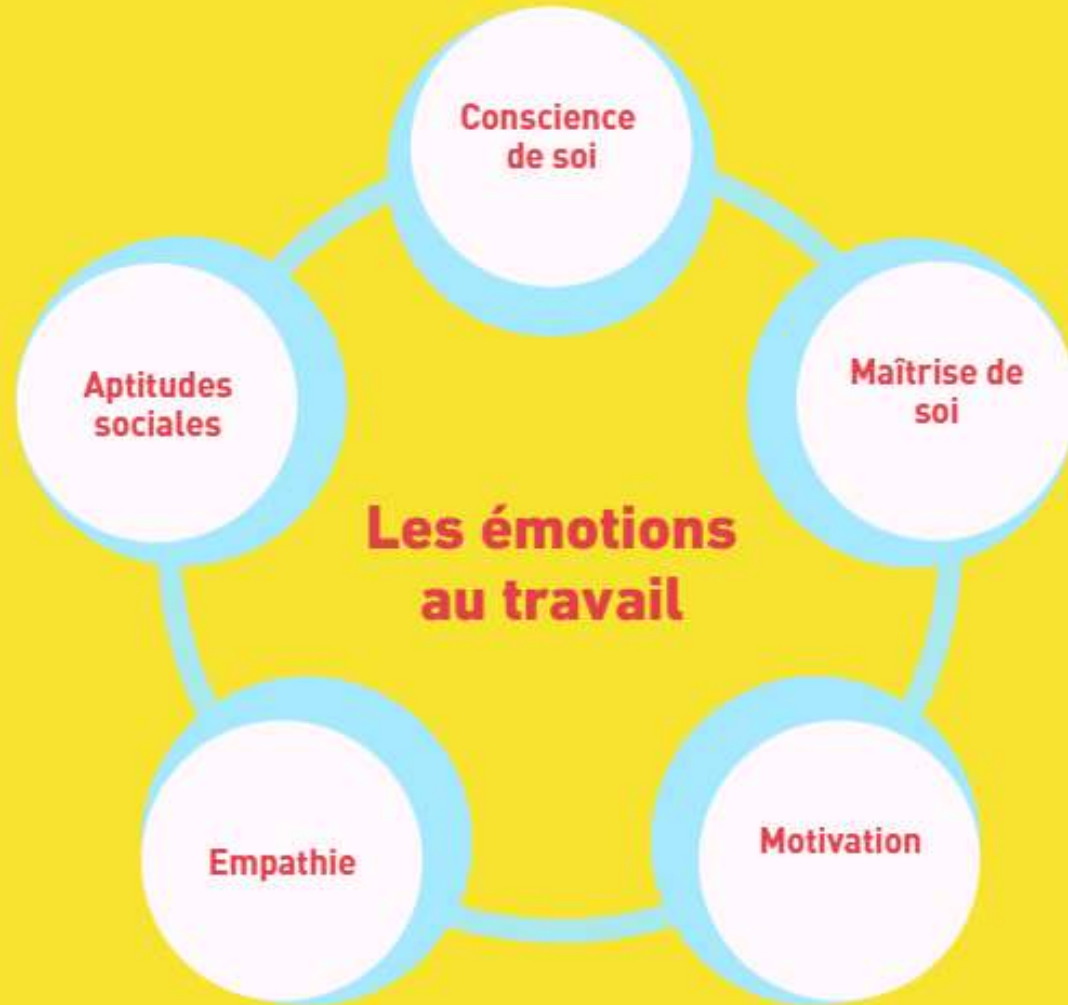 Conscience
de soi
Maîtrise de
soi
Aptitudes
sociales
Les émotions
au travail
Motivation
Empathie